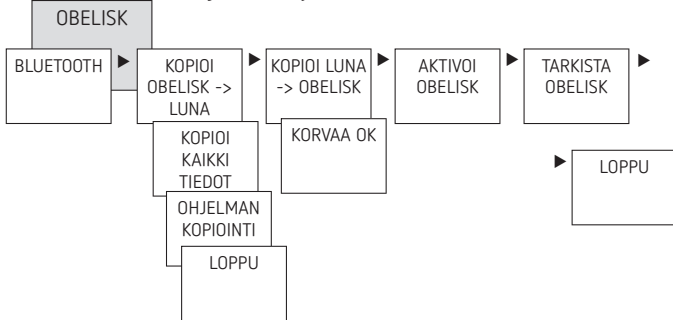 OBELISK
BLUETOOTH
KOPIOI
OBELISK ->
LUNA
KOPIOI LUNA
-> OBELISK
AKTIVOI
OBELISK
TARKISTA
OBELISK
KOPIOI
KAIKKI
TIEDOT
KORVAA OK
OHJELMAN
KOPIOINTI
LOPPU
LOPPU